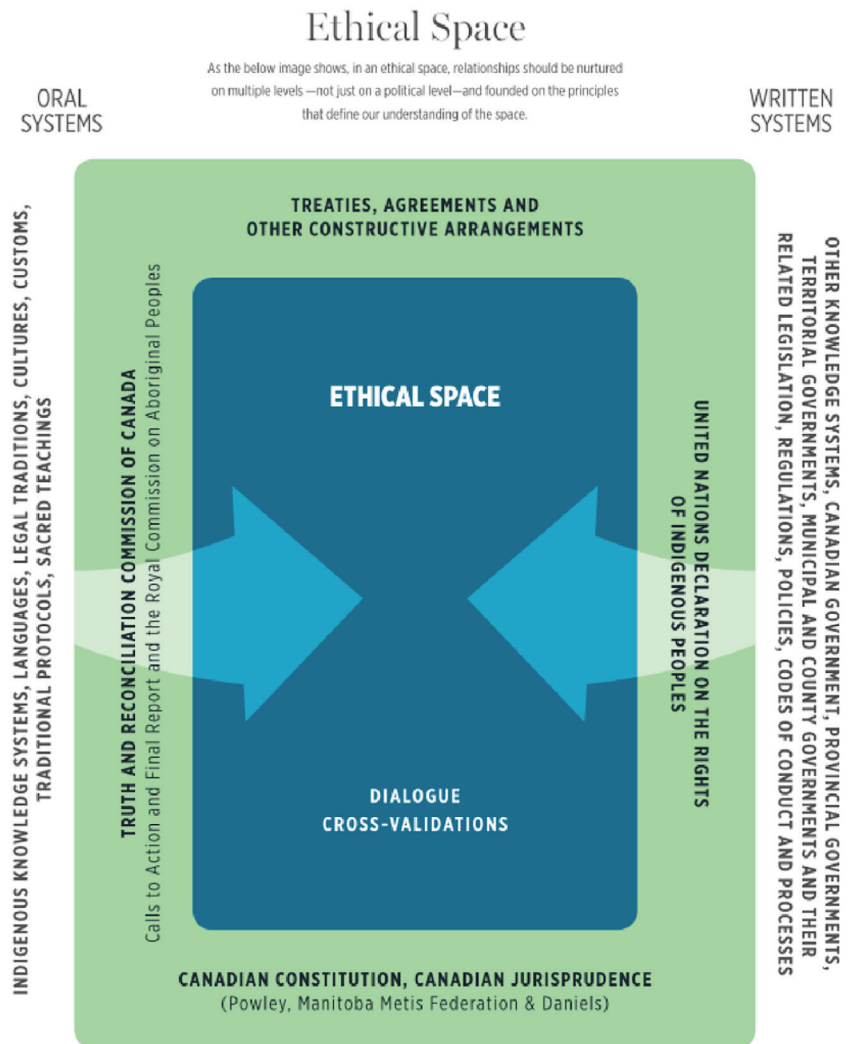 Ethical Space
As the below image shows, in an ethical space, relationships should be nurtured
on multiple levels —not just on a political level—and founded on the principles
that define our understanding of the space.
ORAL
SYSTEMS
WRITTEN
SYSTEMS
INDIGENOUS KNOWLEDGE SYSTEMS, LANGUAGES, LEGAL TRADITIONS, CULTURES, CUSTOMS,
TRADITIONAL PROTOCOLS, SACRED TEACHINGS
TREATIES, AGREEMENTS AND
OTHER CONSTRUCTIVE ARRANGEMENTS
TRUTH AND RECONCILIATION COMMISSION OF CANADA
Calls to Action and Final Report and the Royal Commission on Aboriginal Peoples
ETHICAL SPACE
DIALOGUE
CROSS-VALIDATIONS
UNITED NATIONS DECLARATION ON THE RIGHTS
OF INDIGENOUS PEOPLES
CANADIAN CONSTITUTION, CANADIAN JURISPRUDENCE
(Powley, Manitoba Metis Federation & Daniels)
OTHER KNOWLEDGE SYSTEMS, CANADIAN GOVERNMENT, PROVINCIAL GOVERNMENTS,
TERRITORIAL GOVERNMENTS, MUNICIPAL AND COUNTY GOVERNMENTS AND THEIR
RELATED LEGISLATION, REGULATIONS, POLICIES, CODES OF CONDUCT AND PROCESSES